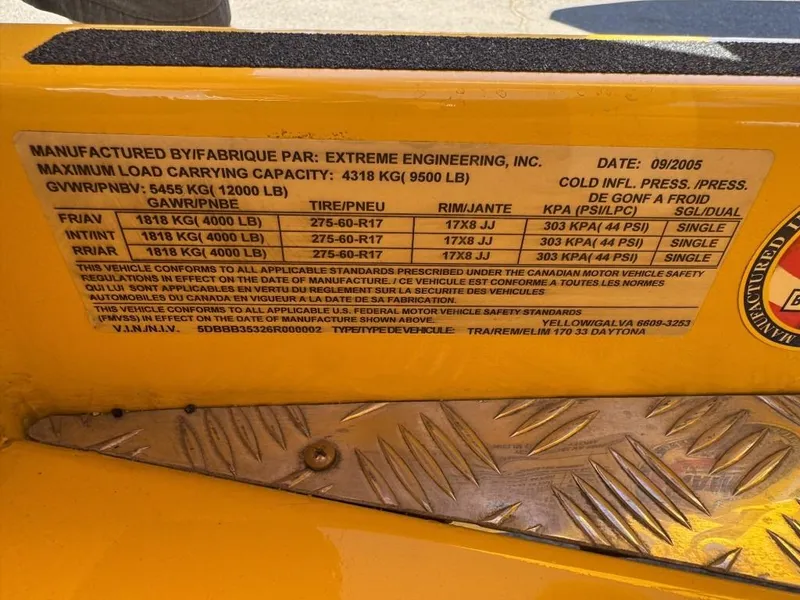 MANUFACTURED BY/FABRIQUE PAR: EXTREME ENGINEERING, INC. DATE: 09/2005
MAXIMUM LOAD CARRYING CAPACITY: 4318 KG( 9500 LB)
GVWR/PNBV: 5455 KG( 12000 LB) COLD INFL. PRESS. /PRESS.
DE GONF A FROID
GAWR/PNBE TIRE/PNEU RIM/JANTE KPA (PSI/LPC) SGL/DUAL
FR/AV 1818 KG( 4000 LB) 275-60-R17 17X8 JJ 303 KPA( 44 PSI) SINGLE
INT/INT 1818 KG( 4000 LB) 275-60-R17 17X8 JJ 303 KPA( 44 PSI) SINGLE
RR/AR 1818 KG( 4000 LB) 275-60-R17 17X8 JJ 303 KPA( 44 PSI) SINGLE
THIS VEHICLE CONFORMS TO ALL APPLICABLE STANDARDS PRESCRIBED UNDER THE CANADIAN MOTOR VEHICLE SAFETY
REGULATIONS IN EFFECT ON THE DATE OF MANUFACTURE. / CE VEHICULE EST CONFORME A TOUTES LES NORMES
QUI LUI SONT APPLICABLES EN VERTU DU REGLEMENT SUR LA SECURITE DES VEHICULES
AUTOMOBILES DU CANADA EN VIGUEUR A LA DATE DE SA FABRICATION.
THIS VEHICLE CONFORMS TO ALL APPLICABLE U.S. FEDERAL MOTOR VEHICLE SAFETY STANDARDS
(FMVSS) IN EFFECT ON THE DATE OF MANUFACTURE SHOWN ABOVE. YELLOW/GALVA 6609-3253
V.I.N./N.I.V. 5DBBB35326R000002 TYPE/TYPE DE VEHICULE: TRA/REM/ELIM 170 33 DAYTONA
MANUFACTURED